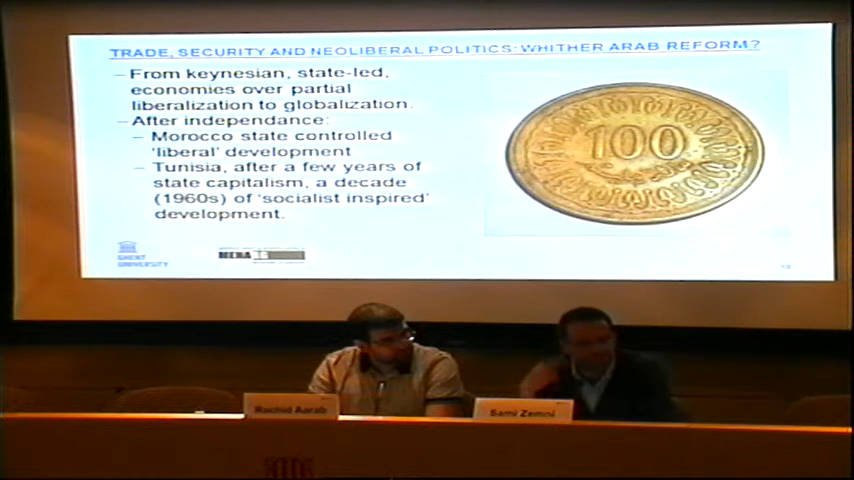 TRADE, SECURITY AND NEOLIBERAL POLITICS: WHITHER ARAB REFORM?
– From keynesian, state-led,
economies over partial
liberalization to globalization.
– After independance:
– Morocco state controlled
'liberal' development
– Tunisia, after a few years of
state capitalism, a decade
(1960s) of 'socialist inspired'
development.
100
GHENT
UNIVERSITY
MENA
Rachid Aarab
Sami Zemni